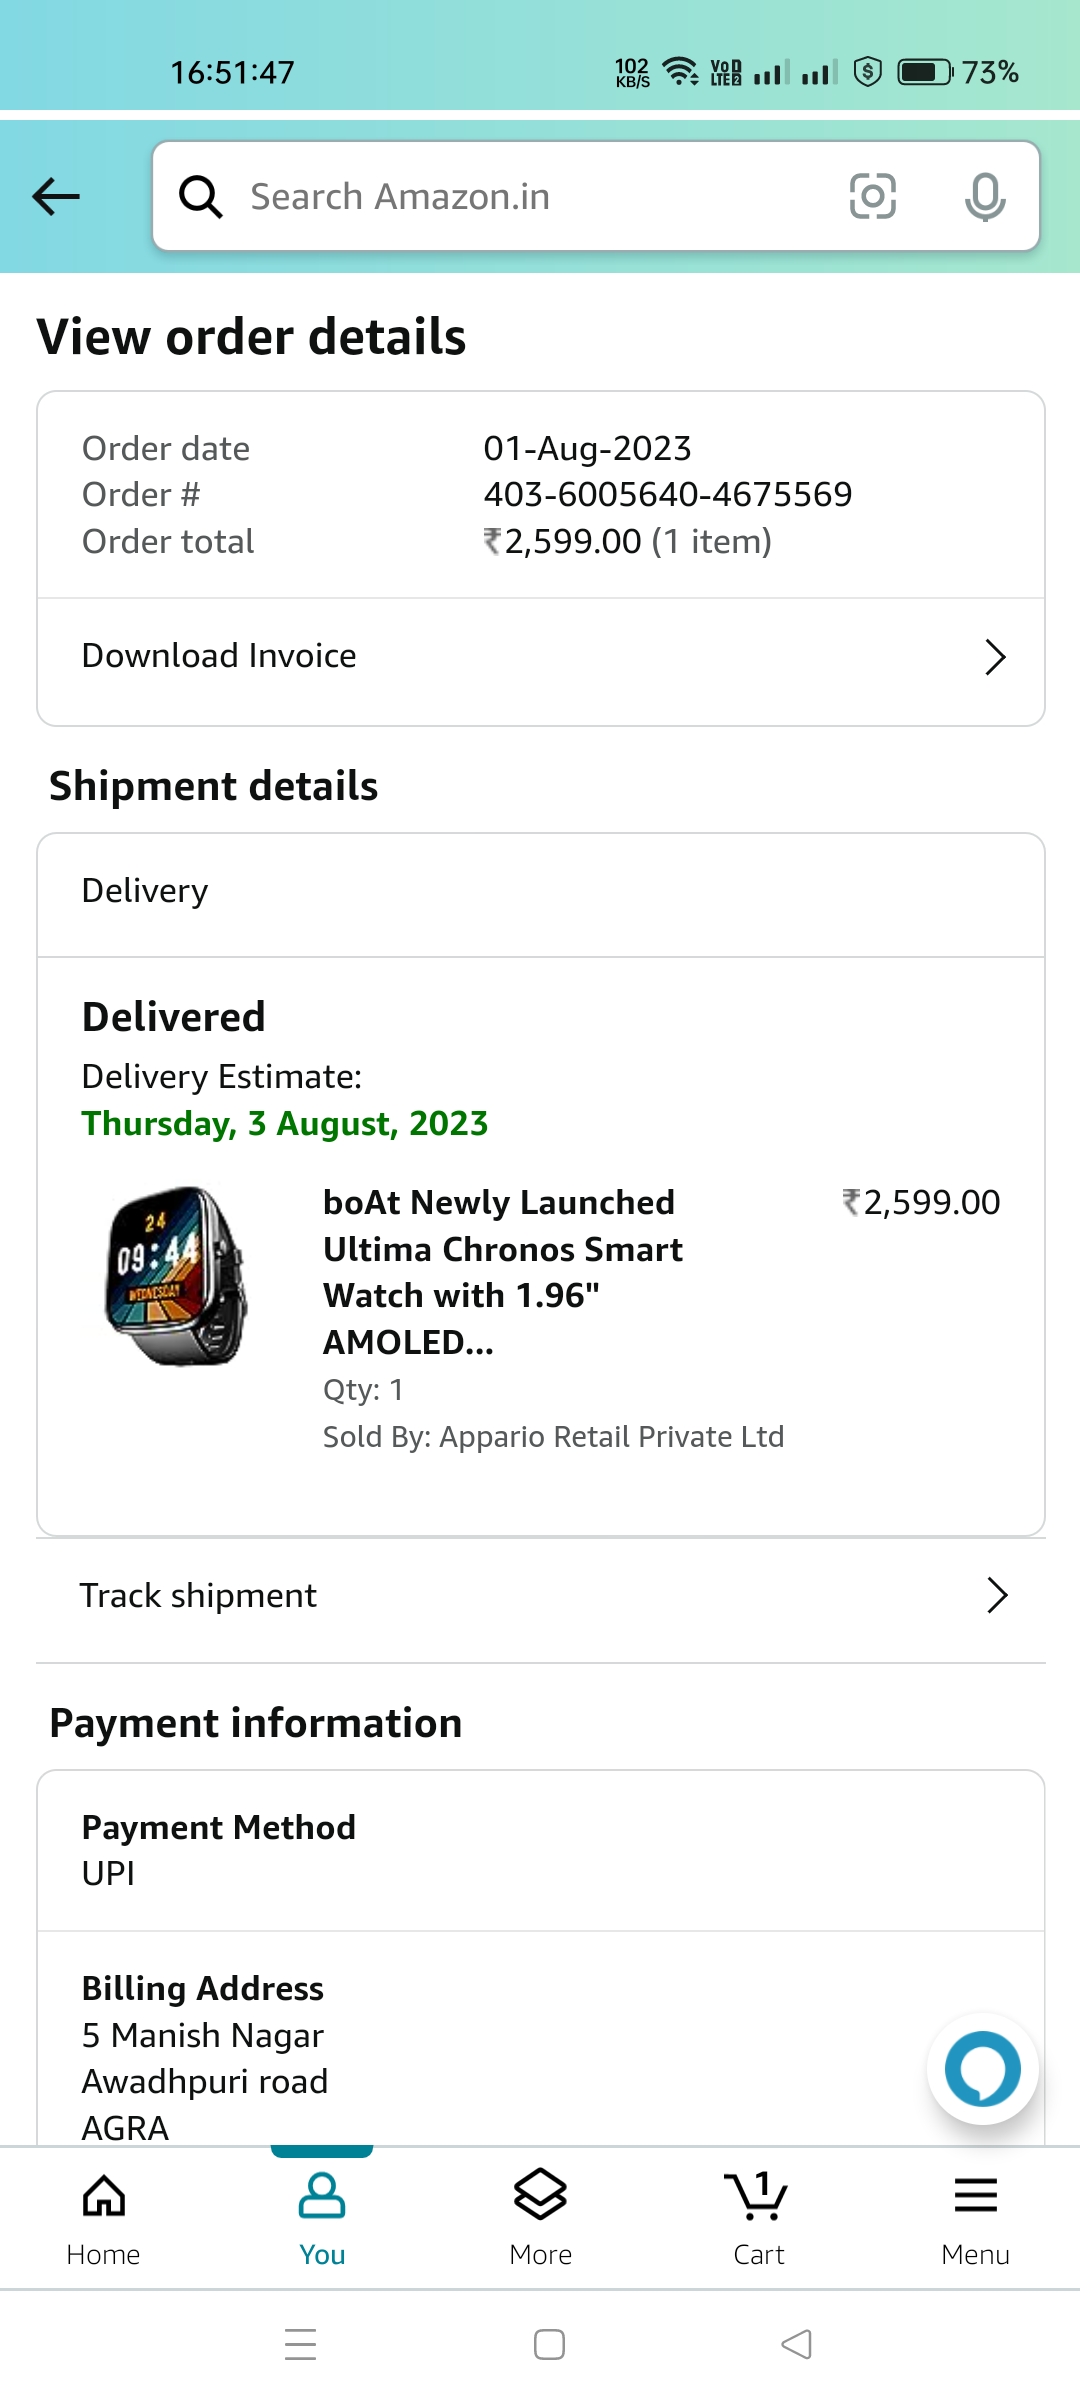 16:51:47
102 KB/S VoD LTE2 73%
Search Amazon.in
View order details
Order date 01-Aug-2023
Order # 403-6005640-4675569
Order total ₹2,599.00 (1 item)
Download Invoice
Shipment details
Delivery
Delivered
Delivery Estimate:
Thursday, 3 August, 2023
24
09:44
WEDNESDAY
boAt Newly Launched ₹2,599.00
Ultima Chronos Smart
Watch with 1.96"
AMOLED...
Qty: 1
Sold By: Appario Retail Private Ltd
Track shipment
Payment information
Payment Method
UPI
Billing Address
5 Manish Nagar
Awadhpuri road
AGRA
1
Home You More Cart Menu